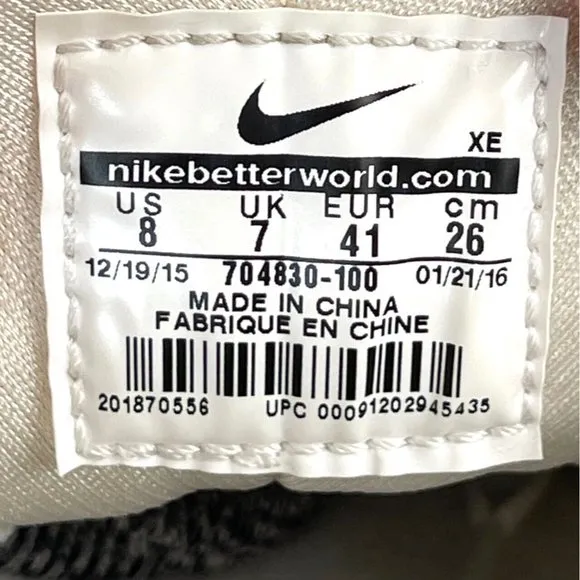 XE
nikebetterworld.com
US UK EUR cm
8 7 41 26
12/19/15 704830-100 01/21/16
MADE IN CHINA
FABRIQUE EN CHINE
201870556 UPC 00091202945435